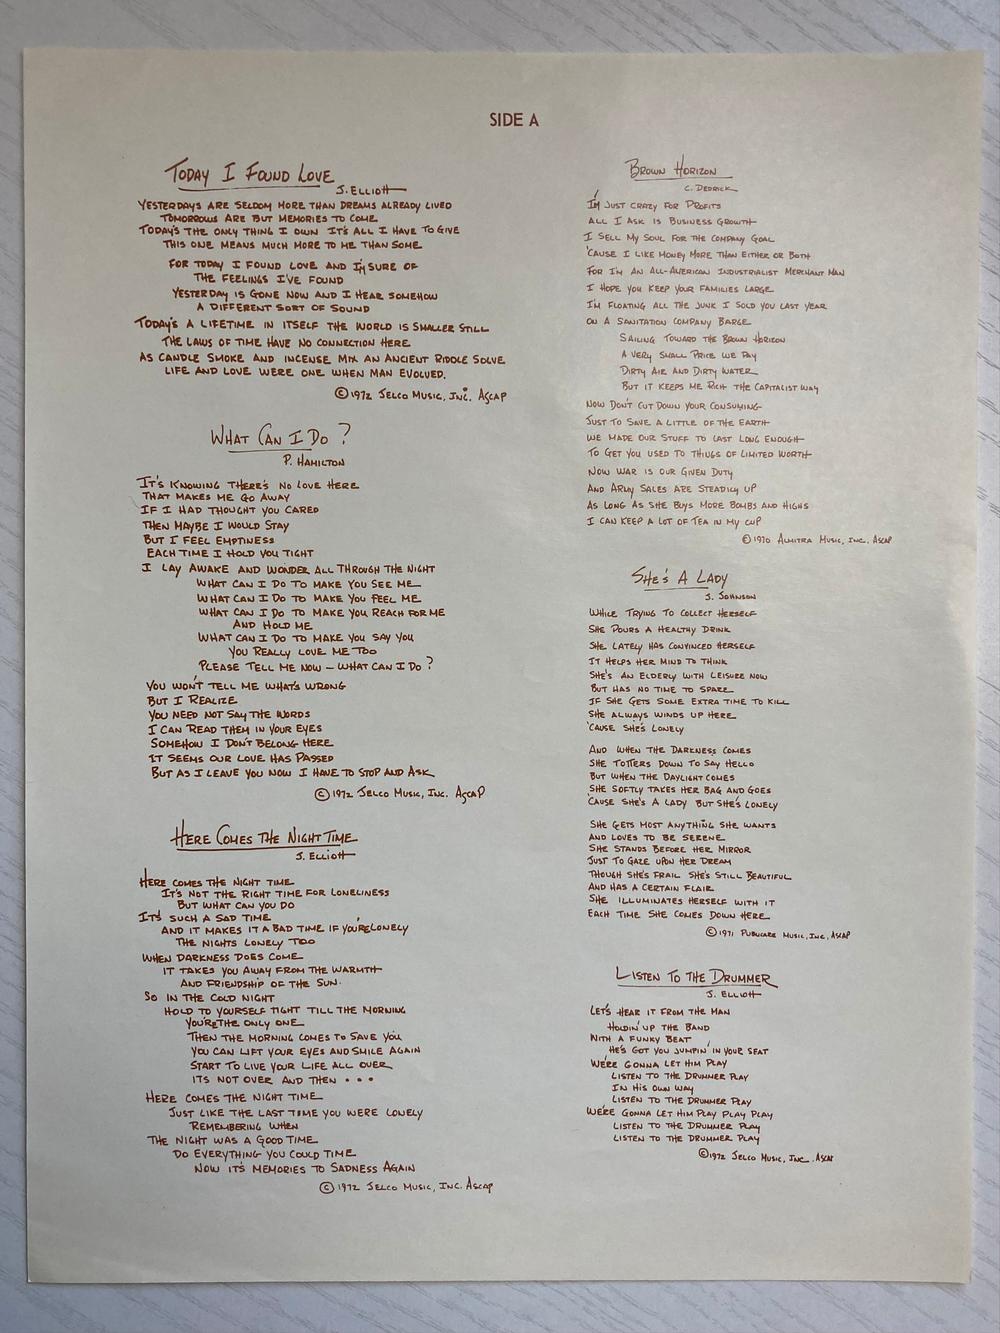 SIDE A
TODAY I FOUND LOVE
J. ELLIOTT
YESTERDAYS ARE SELDOM MORE THAN DREAMS ALREADY LIVED
TOMORROWS ARE BUT MEMORIES TO COME
TODAY'S THE ONLY THING I OWN IT'S ALL I HAVE TO GIVE
THIS ONE MEANS MUCH MORE TO ME THAN SOME
FOR TODAY I FOUND LOVE AND I'M SURE OF
THE FEELINGS I'VE FOUND
YESTERDAY IS GONE NOW AND I HEAR SOMEHOW
A DIFFERENT SORT OF SOUND
TODAY'S A LIFETIME IN ITSELF THE WORLD IS SMALLER STILL
THE LAWS OF TIME HAVE NO CONNECTION HERE
AS CANDLE SMOKE AND INCENSE MIX AN ANCIENT RIDDLE SOLVE
LIFE AND LOVE WERE ONE WHEN MAN EVOLVED.
© 1972 JELCO MUSIC, INC. ASCAP
WHAT CAN I DO?
P. HAMILTON
IT'S KNOWING THERE'S NO LOVE HERE
THAT MAKES ME GO AWAY
IF I HAD THOUGHT YOU CARED
THEN MAYBE I WOULD STAY
BUT I FEEL EMPTINESS
EACH TIME I HOLD YOU TIGHT
I LAY AWAKE AND WONDER ALL THROUGH THE NIGHT
WHAT CAN I DO TO MAKE YOU SEE ME
WHAT CAN I DO TO MAKE YOU FEEL ME
WHAT CAN I DO TO MAKE YOU REACH FOR ME
AND HOLD ME
WHAT CAN I DO TO MAKE YOU SAY YOU
YOU REALLY LOVE ME TOO
PLEASE TELL ME NOW - WHAT CAN I DO?
YOU WON'T TELL ME WHAT'S WRONG
BUT I REALIZE
YOU NEED NOT SAY THE WORDS
I CAN READ THEM IN YOUR EYES
SOMEHOW I DON'T BELONG HERE
IT SEEMS OUR LOVE HAS PASSED
BUT AS I LEAVE YOU NOW I HAVE TO STOP AND ASK
© 1972 JELCO MUSIC, INC. ASCAP
HERE COMES THE NIGHT TIME
J. ELLIOTT
HERE COMES THE NIGHT TIME
IT'S NOT THE RIGHT TIME FOR LONELINESS
BUT WHAT CAN YOU DO
IT'S SUCH A SAD TIME
AND IT MAKES IT A BAD TIME IF YOU'RE LONELY
THE NIGHTS LONELY TOO
WHEN DARKNESS DOES COME
IT TAKES YOU AWAY FROM THE WARMTH
AND FRIENDSHIP OF THE SUN.
SO IN THE COLD NIGHT
HOLD TO YOURSELF TIGHT TILL THE MORNING
YOU'RE THE ONLY ONE
THEN THE MORNING COMES TO SAVE YOU
YOU CAN LIFT YOUR EYES AND SMILE AGAIN
START TO LIVE YOUR LIFE ALL OVER
ITS NOT OVER AND THEN . . .
HERE COMES THE NIGHT TIME
JUST LIKE THE LAST TIME YOU WERE LONELY
REMEMBERING WHEN
THE NIGHT WAS A GOOD TIME
DO EVERYTHING YOU COULD TIME
NOW IT'S MEMORIES TO SADNESS AGAIN
© 1972 JELCO MUSIC, INC. ASCAP
BROWN HORIZON
C. DEDRICK
I'M JUST CRAZY FOR PROFITS
ALL I ASK IS BUSINESS GROWTH
I SELL MY SOUL FOR THE COMPANY GOAL
'CAUSE I LIKE MONEY MORE THAN EITHER OR BOTH
FOR I'M AN ALL-AMERICAN INDUSTRIALIST MERCHANT MAN
I HOPE YOU KEEP YOUR FAMILIES LARGE
I'M FLOATING ALL THE JUNK I SOLD YOU LAST YEAR
ON A SANITATION COMPANY BARGE
SAILING TOWARD THE BROWN HORIZON
A VERY SMALL PRICE WE PAY
DIRTY AIR AND DIRTY WATER
BUT IT KEEPS ME RICH THE CAPITALIST WAY
NOW DON'T CUT DOWN YOUR CONSUMING
JUST TO SAVE A LITTLE OF THE EARTH
WE MADE OUR STUFF TO LAST LONG ENOUGH
TO GET YOU USED TO THINGS OF LIMITED WORTH
NOW WAR IS OUR GIVEN DUTY
AND ARMY SALES ARE STEADILY UP
AS LONG AS SHE BUYS MORE BOMBS AND HIGHS
I CAN KEEP A LOT OF TEA IN MY CUP
© 1970 ALMITRA MUSIC, INC. ASCAP
SHE'S A LADY
J. JOHNSON
WHILE TRYING TO COLLECT HERSELF
SHE POURS A HEALTHY DRINK
SHE LATELY HAS CONVINCED HERSELF
IT HELPS HER MIND TO THINK
SHE'S AN ELDERLY WITH LEISURE NOW
BUT HAS NO TIME TO SPARE
IF SHE GETS SOME EXTRA TIME TO KILL
SHE ALWAYS WINDS UP HERE
'CAUSE SHE'S LONELY
AND WHEN THE DARKNESS COMES
SHE TOTTERS DOWN TO SAY HELLO
BUT WHEN THE DAYLIGHT COMES
SHE SOFTLY TAKES HER BAG AND GOES
'CAUSE SHE'S A LADY BUT SHE'S LONELY
SHE GETS MOST ANYTHING SHE WANTS
AND LOVES TO BE SERENE
SHE STANDS BEFORE HER MIRROR
JUST TO GAZE UPON HER DREAM
THOUGH SHE'S FRAIL SHE'S STILL BEAUTIFUL
AND HAS A CERTAIN FLAIR
SHE ILLUMINATES HERSELF WITH IT
EACH TIME SHE COMES DOWN HERE
© 1971 PUBLICARE MUSIC, INC, ASCAP
LISTEN TO THE DRUMMER
J. ELLIOTT
LET'S HEAR IT FROM THE MAN
HOLDIN' UP THE BAND
WITH A FUNKY BEAT
HE'S GOT YOU JUMPIN' IN YOUR SEAT
WE'RE GONNA LET HIM PLAY
LISTEN TO THE DRUMMER PLAY
IN HIS OWN WAY
LISTEN TO THE DRUMMER PLAY
WE'RE GONNA LET HIM PLAY PLAY PLAY
LISTEN TO THE DRUMMER PLAY
LISTEN TO THE DRUMMER PLAY
© 1972 JELCO MUSIC, INC. ASCAP